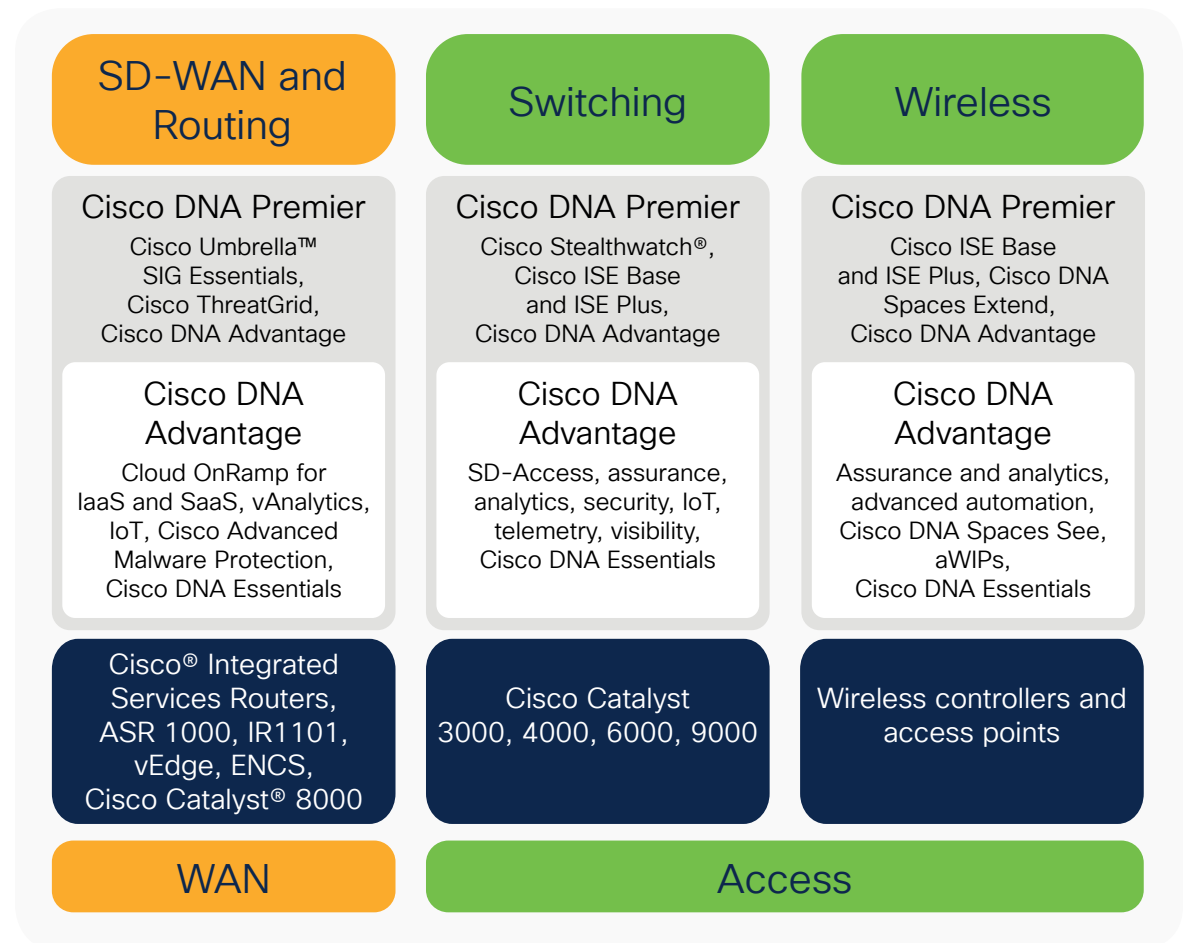 SD-WAN and
Routing
Switching
Wireless
Cisco DNA Premier
Cisco Umbrella™
SIG Essentials,
Cisco ThreatGrid,
Cisco DNA Advantage
Cisco DNA
Advantage
Cloud OnRamp for
IaaS and SaaS, vAnalytics,
IoT, Cisco Advanced
Malware Protection,
Cisco DNA Essentials
Cisco DNA Premier
Cisco Stealthwatch®,
Cisco ISE Base
and ISE Plus,
Cisco DNA Advantage
Cisco DNA
Advantage
SD-Access, assurance,
analytics, security, IoT,
telemetry, visibility,
Cisco DNA Essentials
Cisco DNA Premier
Cisco ISE Base
and ISE Plus, Cisco DNA
Spaces Extend,
Cisco DNA Advantage
Cisco DNA
Advantage
Assurance and analytics,
advanced automation,
Cisco DNA Spaces See,
aWIPs,
Cisco DNA Essentials
Cisco® Integrated
Services Routers,
ASR 1000, IR1101,
vEdge, ENCS,
Cisco Catalyst® 8000
Cisco Catalyst
3000, 4000, 6000, 9000
Wireless controllers and
access points
WAN
Access